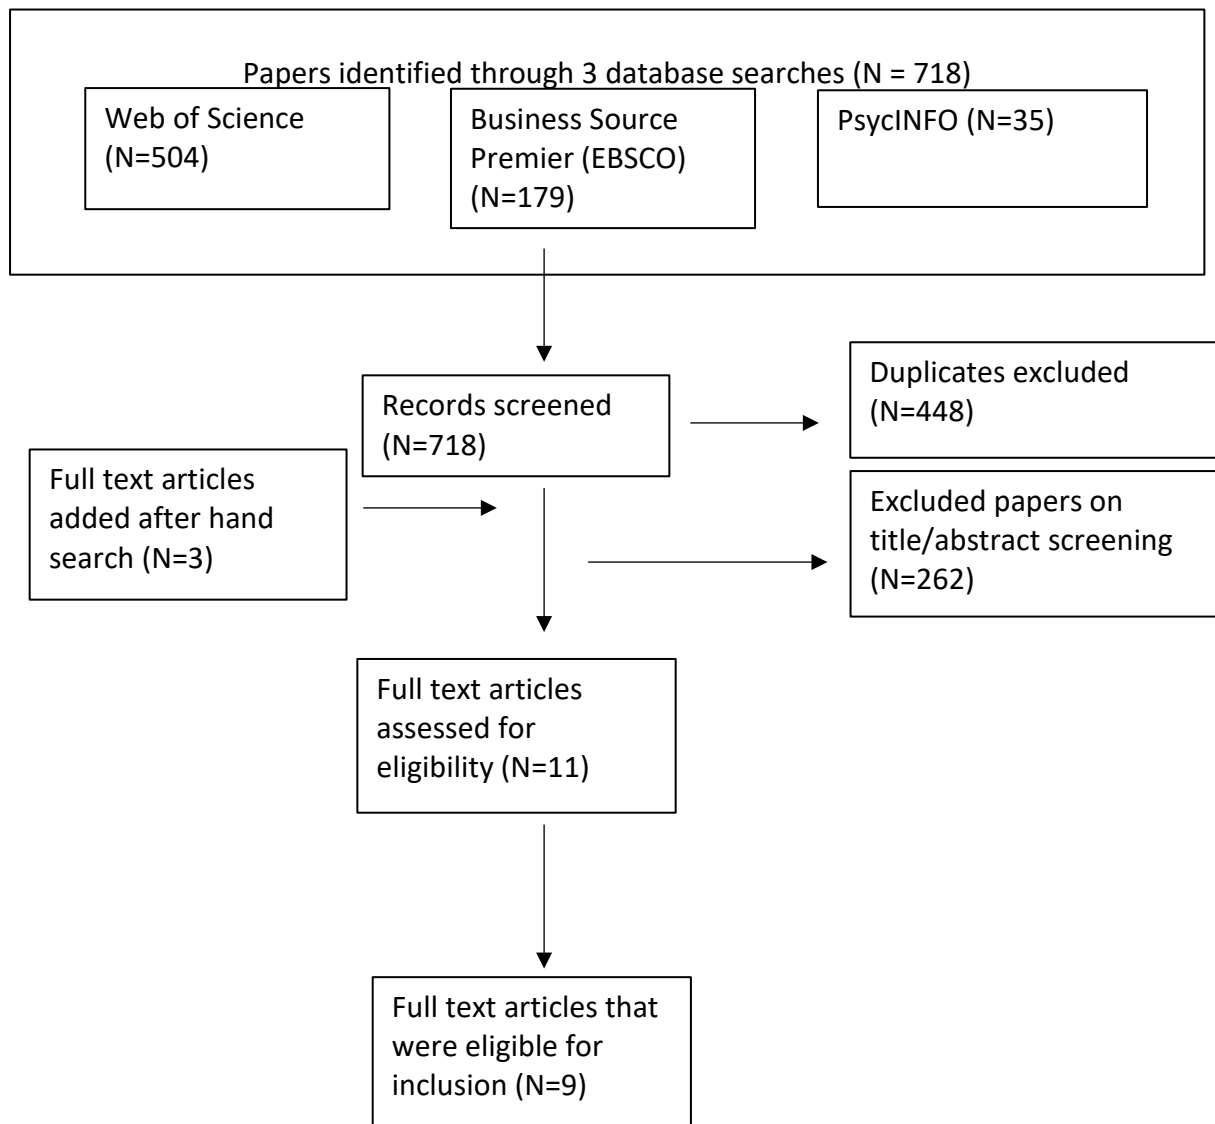 Papers identified through 3 database searches (N = 718)
Web of Science
(N=504)
Business Source
Premier (EBSCO)
(N=179)
PsycINFO (N=35)
Records screened
(N=718)
Duplicates excluded
(N=448)
Full text articles
added after hand
search (N=3)
Excluded papers on
title/abstract screening
(N=262)
Full text articles
assessed for
eligibility (N=11)
Full text articles that
were eligible for
inclusion (N=9)